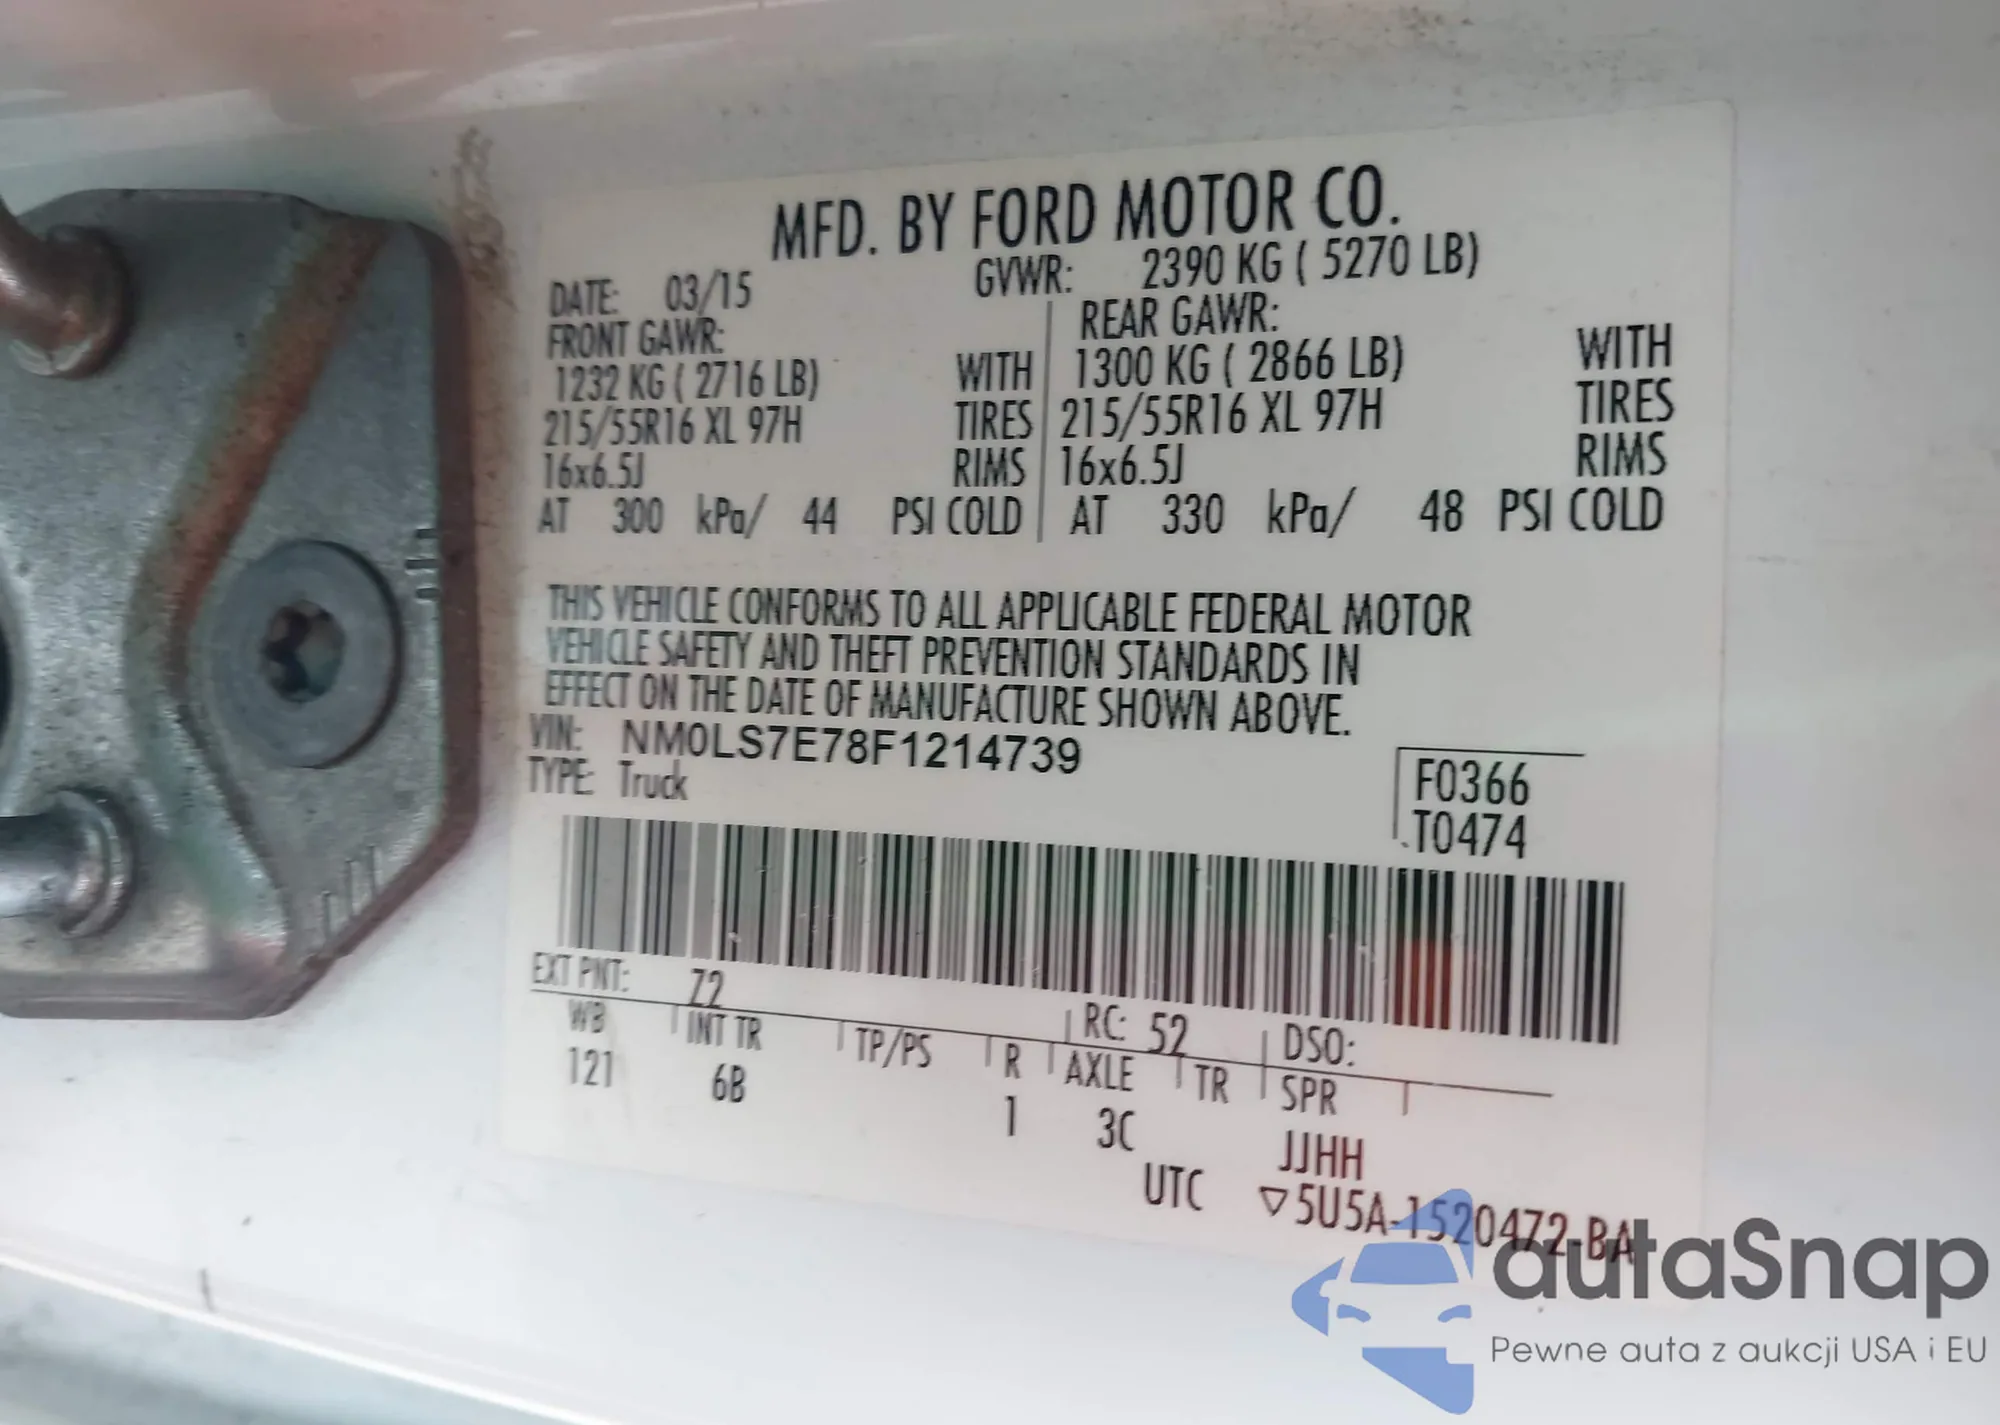 MFD. BY FORD MOTOR CO.
DATE: 03/15 GVWR: 2390 KG ( 5270 LB)
FRONT GAWR: REAR GAWR:
1232 KG ( 2716 LB) WITH 1300 KG ( 2866 LB) WITH
215/55R16 XL 97H TIRES 215/55R16 XL 97H TIRES
16x6.5J RIMS 16x6.5J RIMS
AT 300 kPa/ 44 PSI COLD AT 330 kPa/ 48 PSI COLD
THIS VEHICLE CONFORMS TO ALL APPLICABLE FEDERAL MOTOR
VEHICLE SAFETY AND THEFT PREVENTION STANDARDS IN
EFFECT ON THE DATE OF MANUFACTURE SHOWN ABOVE.
VIN: NM0LS7E78F1214739
TYPE: Truck
F0366
T0474
EXT PNT: Z2 RC: 52 DSO:
WB INT TR TP/PS R AXLE TR SPR
121 6B 1 3C JJHH
UTC ▽5U5A-1520472-BA
autaSnap
Pewne auta z aukcji USA i EU